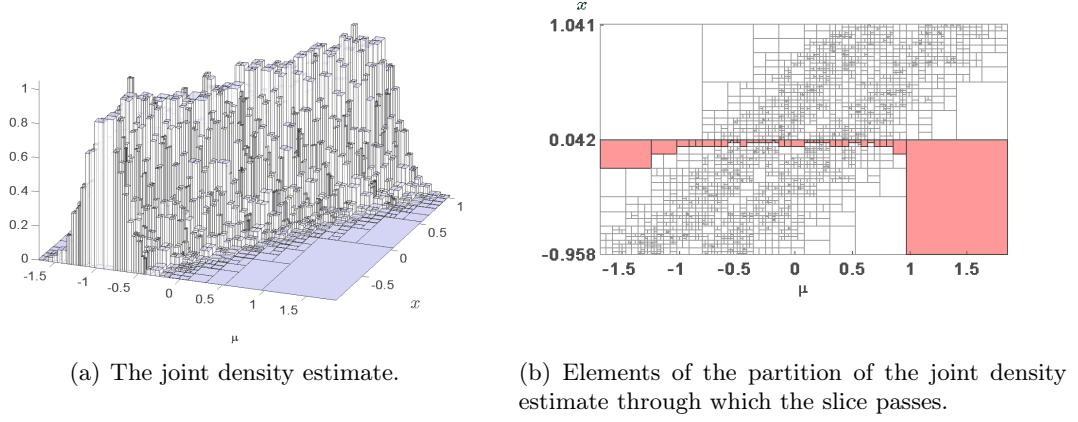 x
1
0.8
0.6
0.4
0.2
0
-1.5
-1
-0.5
0
0.5
1
1.5
μ
-0.5
0
0.5
1
x
1.041
0.042
-0.958
-1.5 -1 -0.5 0 0.5 1 1.5
μ
(a) The joint density estimate.
(b) Elements of the partition of the joint density
estimate through which the slice passes.